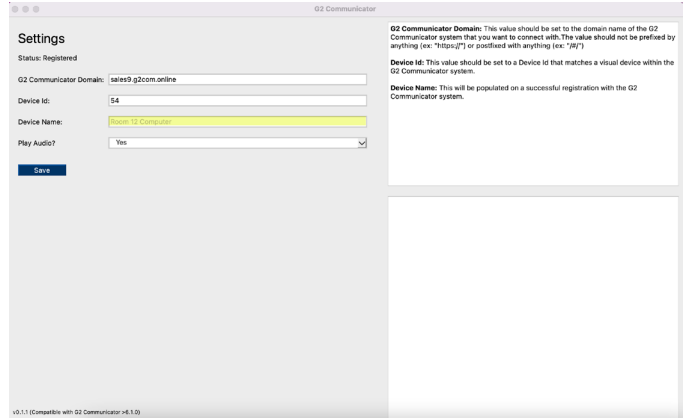 G2 Communicator
Settings
Status: Registered
G2 Communicator Domain: sales9.g2com.online
Device Id: 54
Device Name: Room 12 Computer
Play Audio? Yes
Save
G2 Communicator Domain: This value should be set to the domain name of the G2
Communicator system that you want to connect with.The value should not be prefixed by
anything (ex: "https://") or postfixed with anything (ex: "/#/")
Device Id: This value should be set to a Device Id that matches a visual device within the
G2 Communicator system.
Device Name: This will be populated on a successful registration with the G2
Communicator system.
v0.1.1 (Compatible with G2 Communicator >6.1.0)